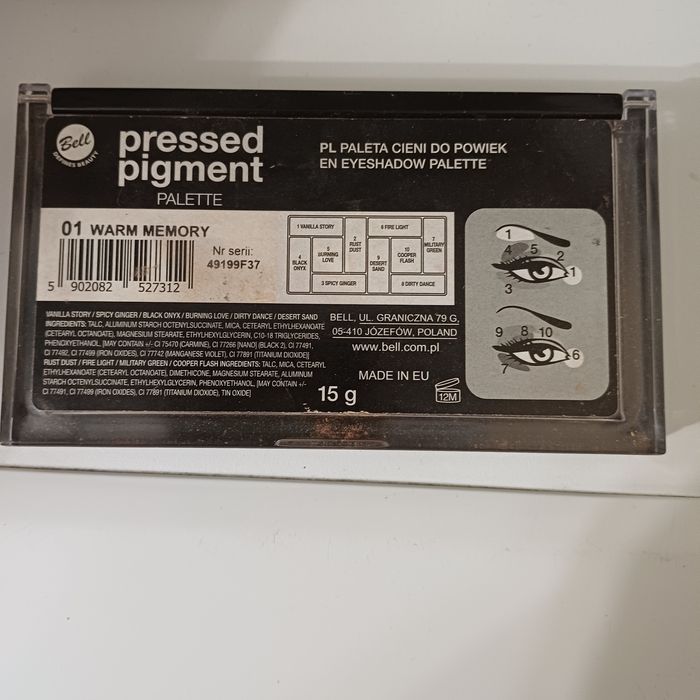 Bell
DEFINES BEAUTY
pressed
pigment
PALETTE
PL PALETA CIENI DO POWIEK
EN EYESHADOW PALETTE
01 WARM MEMORY
Nr serii:
49199F37
5 902082 527312
1 VANILLA STORY
2 RUST DUST
3 SPICY GINGER
4 BLACK ONYX
5 BURNING LOVE
6 FIRE LIGHT
7 MILITARY GREEN
8 DIRTY DANCE
9 DESERT SAND
10 COOPER FLASH
1
4 5 2
1
3
9 8 10
6
7
VANILLA STORY / SPICY GINGER / BLACK ONYX / BURNING LOVE / DIRTY DANCE / DESERT SAND
INGREDIENTS: TALC, ALUMINUM STARCH OCTENYLSUCCINATE, MICA, CETEARYL ETHYLHEXANOATE
(CETEARYL OCTANOATE), MAGNESIUM STEARATE, ETHYLHEXYLGLYCERIN, C10-18 TRIGLYCERIDES,
PHENOXYETHANOL, [MAY CONTAIN +/- CI 75470 (CARMINE), CI 77266 [NANO] (BLACK 2), CI 77491,
CI 77492, CI 77499 (IRON OXIDES), CI 77742 (MANGANESE VIOLET), CI 77891 (TITANIUM DIOXIDE)]
RUST DUST / FIRE LIGHT / MILITARY GREEN / COOPER FLASH INGREDIENTS: TALC, MICA, CETEARYL
ETHYLHEXANOATE (CETEARYL OCTANOATE), DIMETHICONE, MAGNESIUM STEARATE, ALUMINUM
STARCH OCTENYLSUCCINATE, ETHYLHEXYLGLYCERIN, PHENOXYETHANOL, [MAY CONTAIN +/-
CI 77491, CI 77499 (IRON OXIDES), CI 77891 (TITANIUM DIOXIDE), TIN OXIDE]
BELL, UL. GRANICZNA 79 G,
05-410 JÓZEFÓW, POLAND
www.bell.com.pl
MADE IN EU
15 g
12M